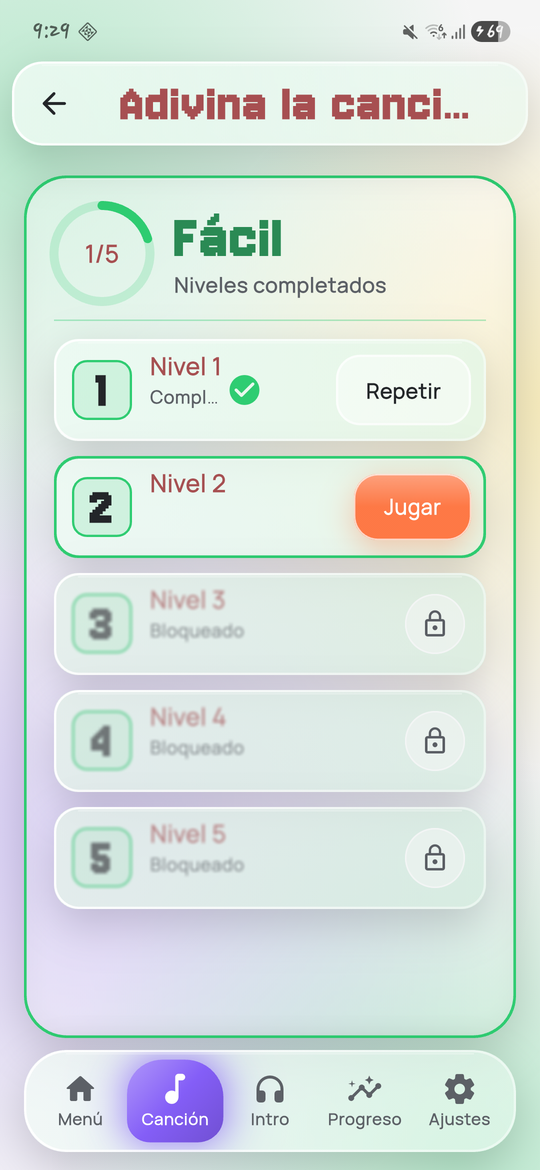 9:29
6
69
Adivina la canci...
1/5
Fácil
Niveles completados
1
Nivel 1
Compl...
Repetir
2
Nivel 2
Jugar
3
Nivel 3
Bloqueado
4
Nivel 4
Bloqueado
5
Nivel 5
Bloqueado
Menú
Canción
Intro
Progreso
Ajustes